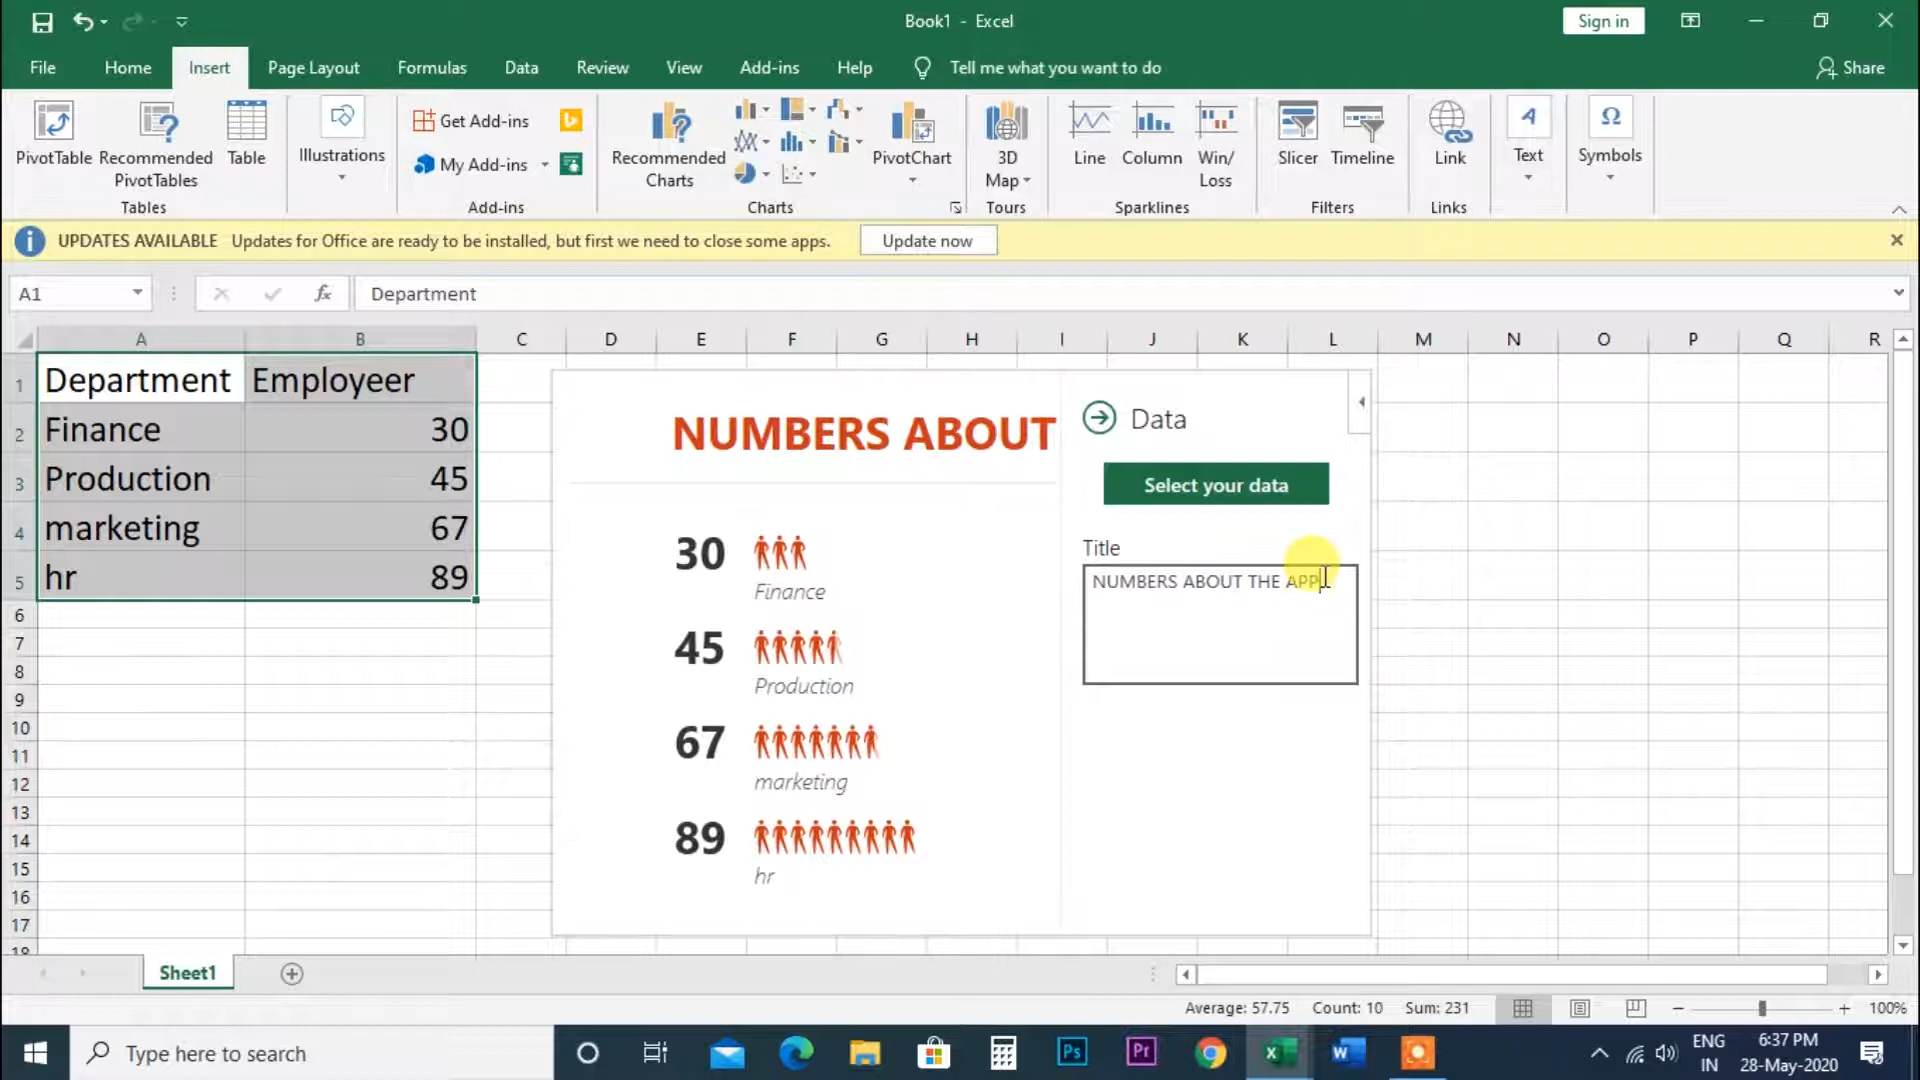 Book1 - Excel
Sign in
File Home Insert Page Layout Formulas Data Review View Add-ins Help Tell me what you want to do Share
PivotTable Recommended PivotTables Table
Tables
Illustrations
Get Add-ins
My Add-ins
Add-ins
Recommended Charts
PivotChart
Charts
3D Map
Tours
Line Column Win/Loss
Sparklines
Slicer Timeline
Filters
Link
Links
A
Text
Ω
Symbols
UPDATES AVAILABLE Updates for Office are ready to be installed, but first we need to close some apps. Update now
A1 fx Department
A B C D E F G H I J K L M N O P Q R
1 Department Employeer
2 Finance 30
3 Production 45
4 marketing 67
5 hr 89
6
7
8
9
10
11
12
13
14
15
16
17
18
NUMBERS ABOUT
30
Finance
45
Production
67
marketing
89
hr
Data
Select your data
Title
NUMBERS ABOUT THE APP
Sheet1
Average: 57.75 Count: 10 Sum: 231 100%
Type here to search
Ps
Pr
X
W
ENG
IN
6:37 PM
28-May-2020